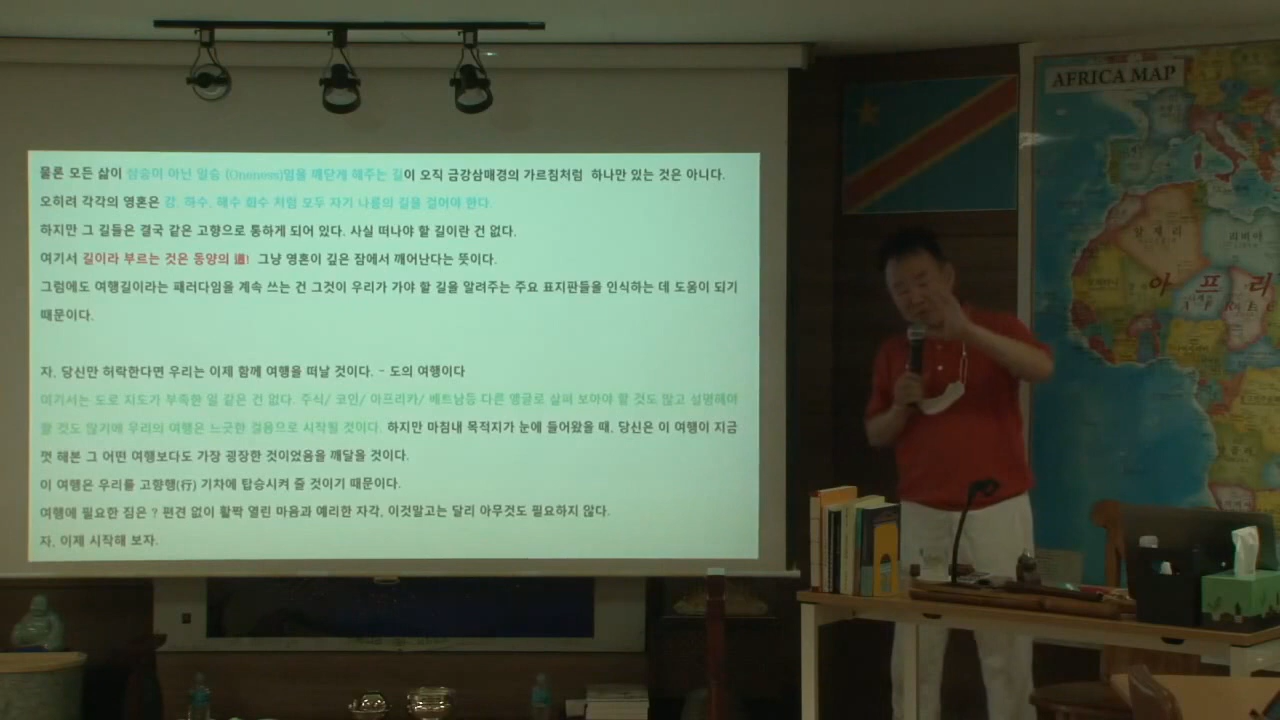 물론 모든 삶이 삼승이 아닌 일승 (Oneness)임을 깨닫게 해주는 길이 오직 금강삼매경의 가르침처럼 하나만 있는 것은 아니다.
오히려 각각의 영혼은 강, 하수, 해수 회수 처럼 모두 자기 나름의 길을 걸어야 한다.
하지만 그 길들은 결국 같은 고향으로 통하게 되어 있다. 사실 떠나야 할 길이란 건 없다.
여기서 길이라 부르는 것은 동양의 道! 그냥 영혼이 깊은 잠에서 깨어난다는 뜻이다.
그럼에도 여행길이라는 패러다임을 계속 쓰는 건 그것이 우리가 가야 할 길을 알려주는 주요 표지판들을 인식하는 데 도움이 되기
때문이다.
자, 당신만 허락한다면 우리는 이제 함께 여행을 떠날 것이다. - 도의 여행이다
여기서는 도로 지도가 부족한 일 같은 건 없다. 주식/ 코인/ 아프리카/ 베트남등 다른 앵글로 살펴 보아야 할 것도 많고 설명해야
할 것도 많기에 우리의 여행은 느긋한 걸음으로 시작될 것이다. 하지만 마침내 목적지가 눈에 들어왔을 때, 당신은 이 여행이 지금
껏 해본 그 어떤 여행보다도 가장 굉장한 것이었음을 깨달을 것이다.
이 여행은 우리를 고향행(行) 기차에 탑승시켜 줄 것이기 때문이다.
여행에 필요한 짐은 ? 편견 없이 활짝 열린 마음과 예리한 자각, 이것말고는 달리 아무것도 필요하지 않다.
자, 이제 시작해 보자.
AFRICA MAP
알 제 리
리 비 아
아 프 리